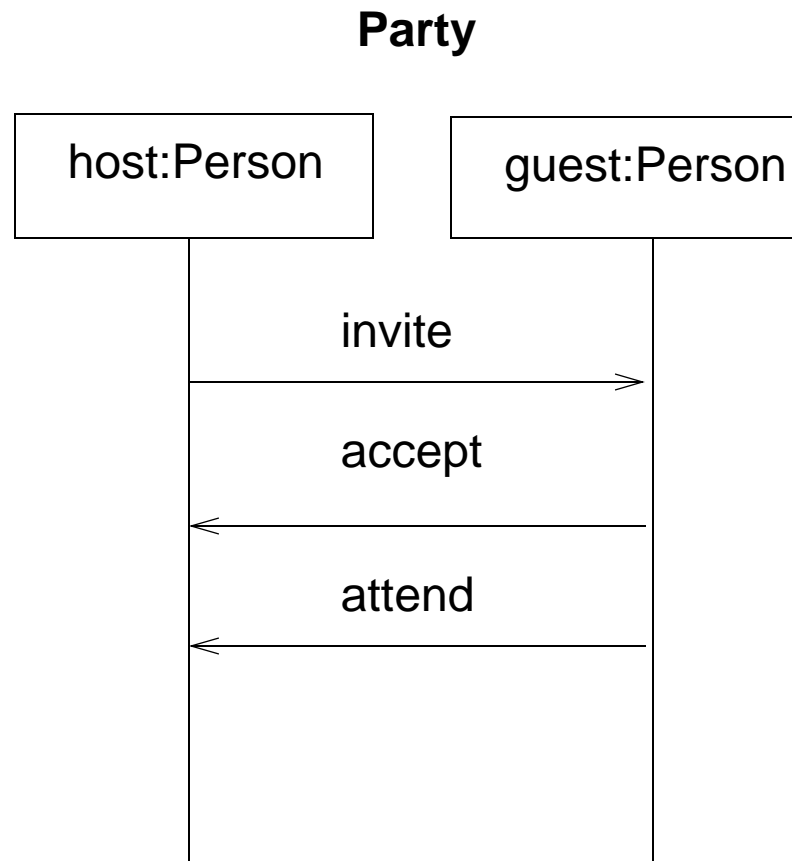 Party
host:Person
guest:Person
invite
accept
attend